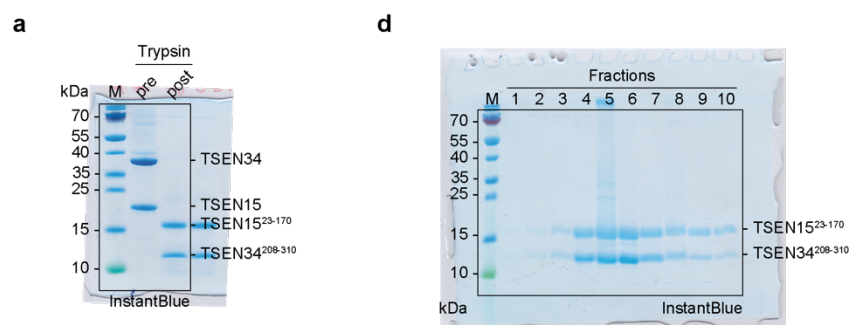 a
Trypsin
kDa M pre post
70
55
40
35
25
15
10
TSEN34
TSEN15
TSEN15²³⁻¹⁷⁰
TSEN34²⁰⁸⁻³¹⁰
InstantBlue
d
Fractions
M 1 2 3 4 5 6 7 8 9 10
70
55
40
35
25
15
10
kDa
TSEN15²³⁻¹⁷⁰
TSEN34²⁰⁸⁻³¹⁰
InstantBlue